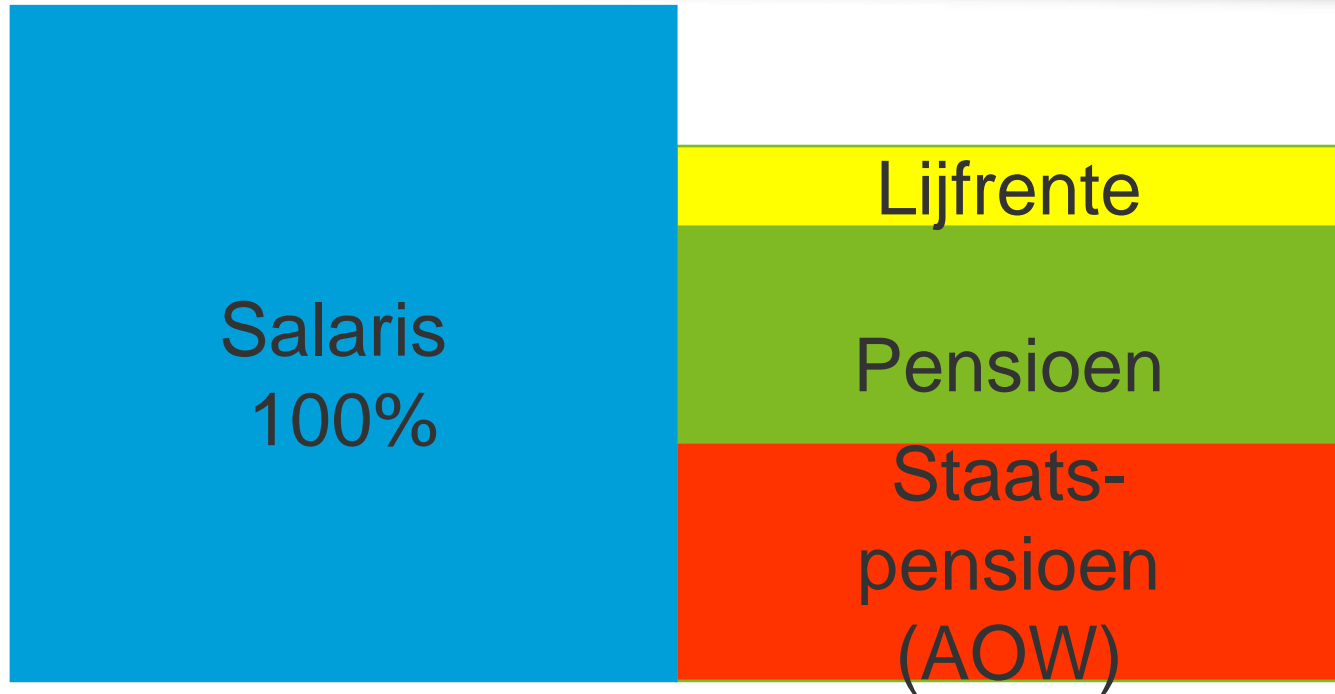 Salaris
100%
Lijfrente
Pensioen
Staats-
pensioen
(AOW)